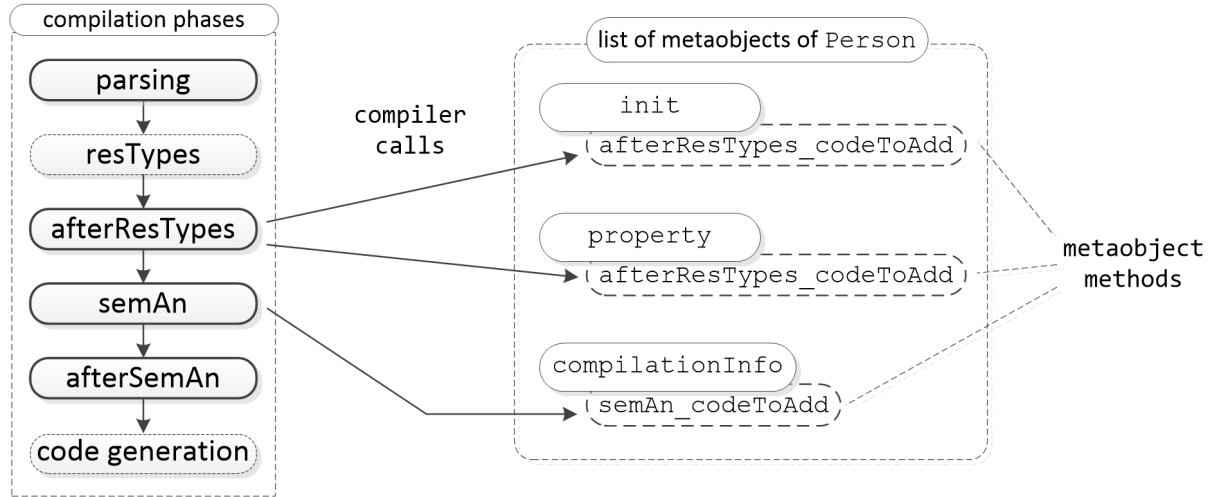 compilation phases
parsing
resTypes
afterResTypes
semAn
afterSemAn
code generation
compiler
calls
list of metaobjects of Person
init
afterResTypes_codeToAdd
property
afterResTypes_codeToAdd
compilationInfo
semAn_codeToAdd
metaobject
methods